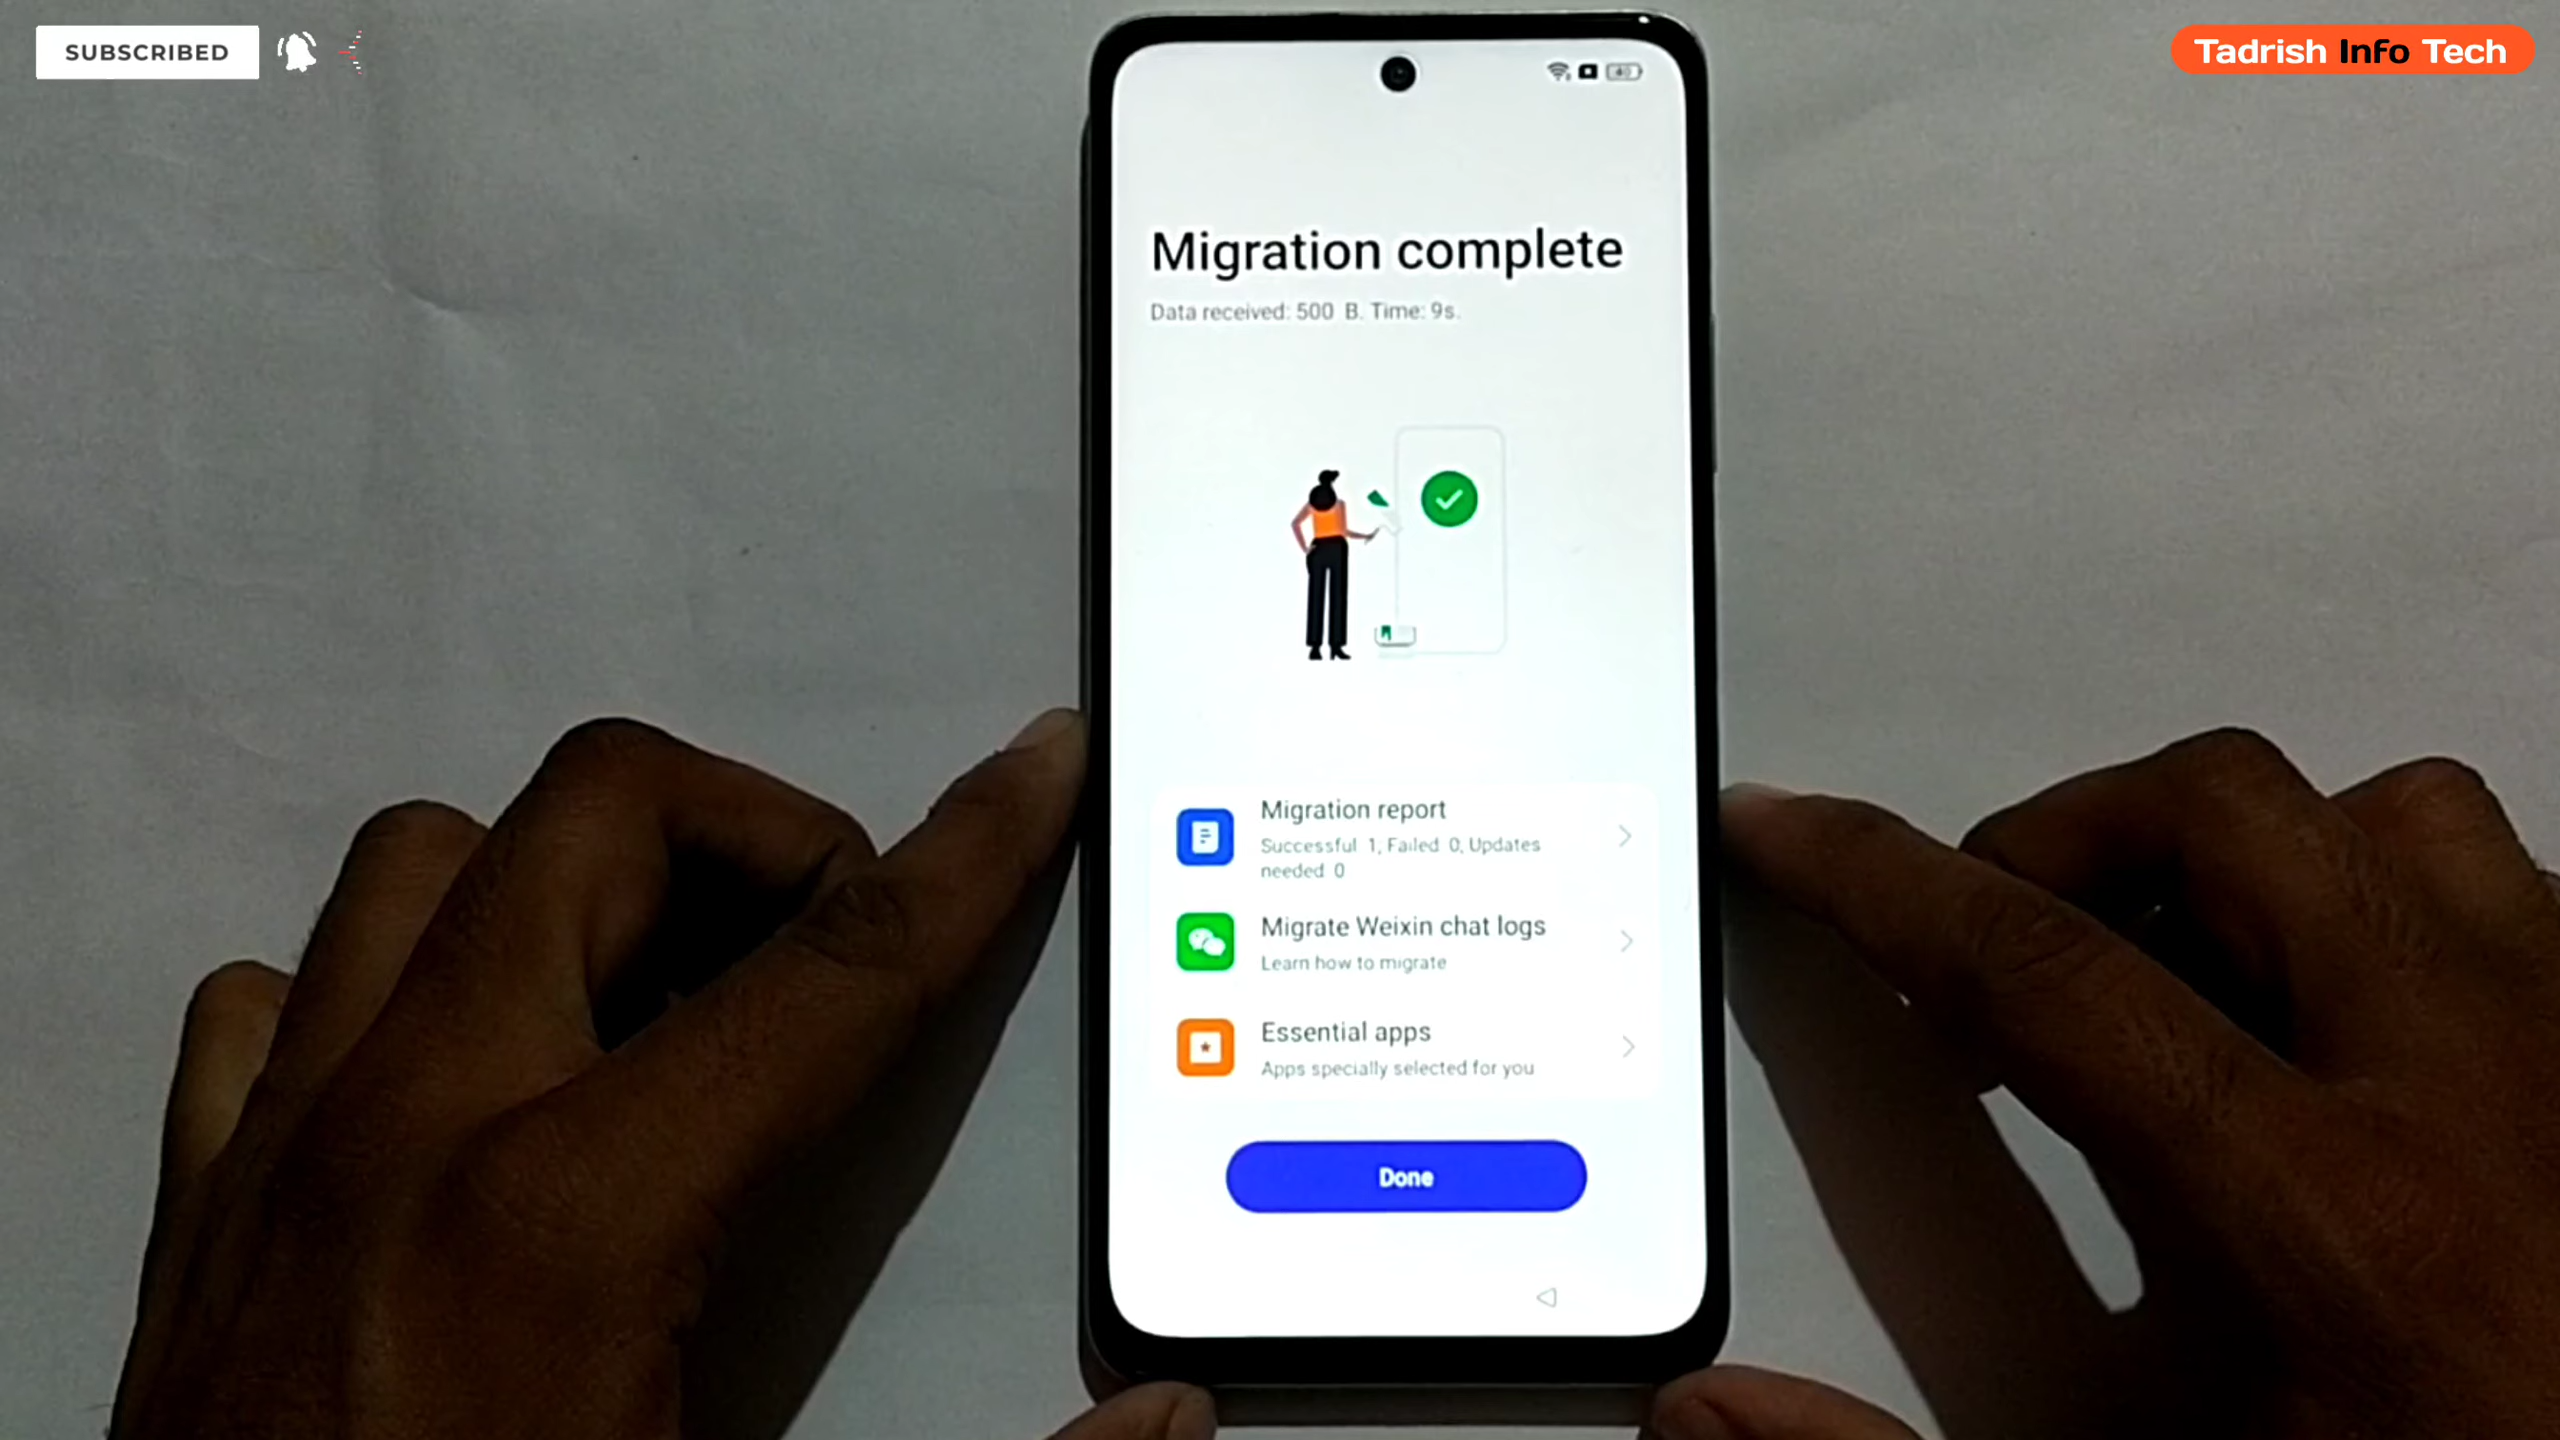 SUBSCRIBED
Tadrish Info Tech
Migration complete
Data received: 500 B. Time: 9s.
Migration report
Successful 1, Failed 0, Updates
needed 0
Migrate Weixin chat logs
Learn how to migrate
Essential apps
Apps specially selected for you
Done